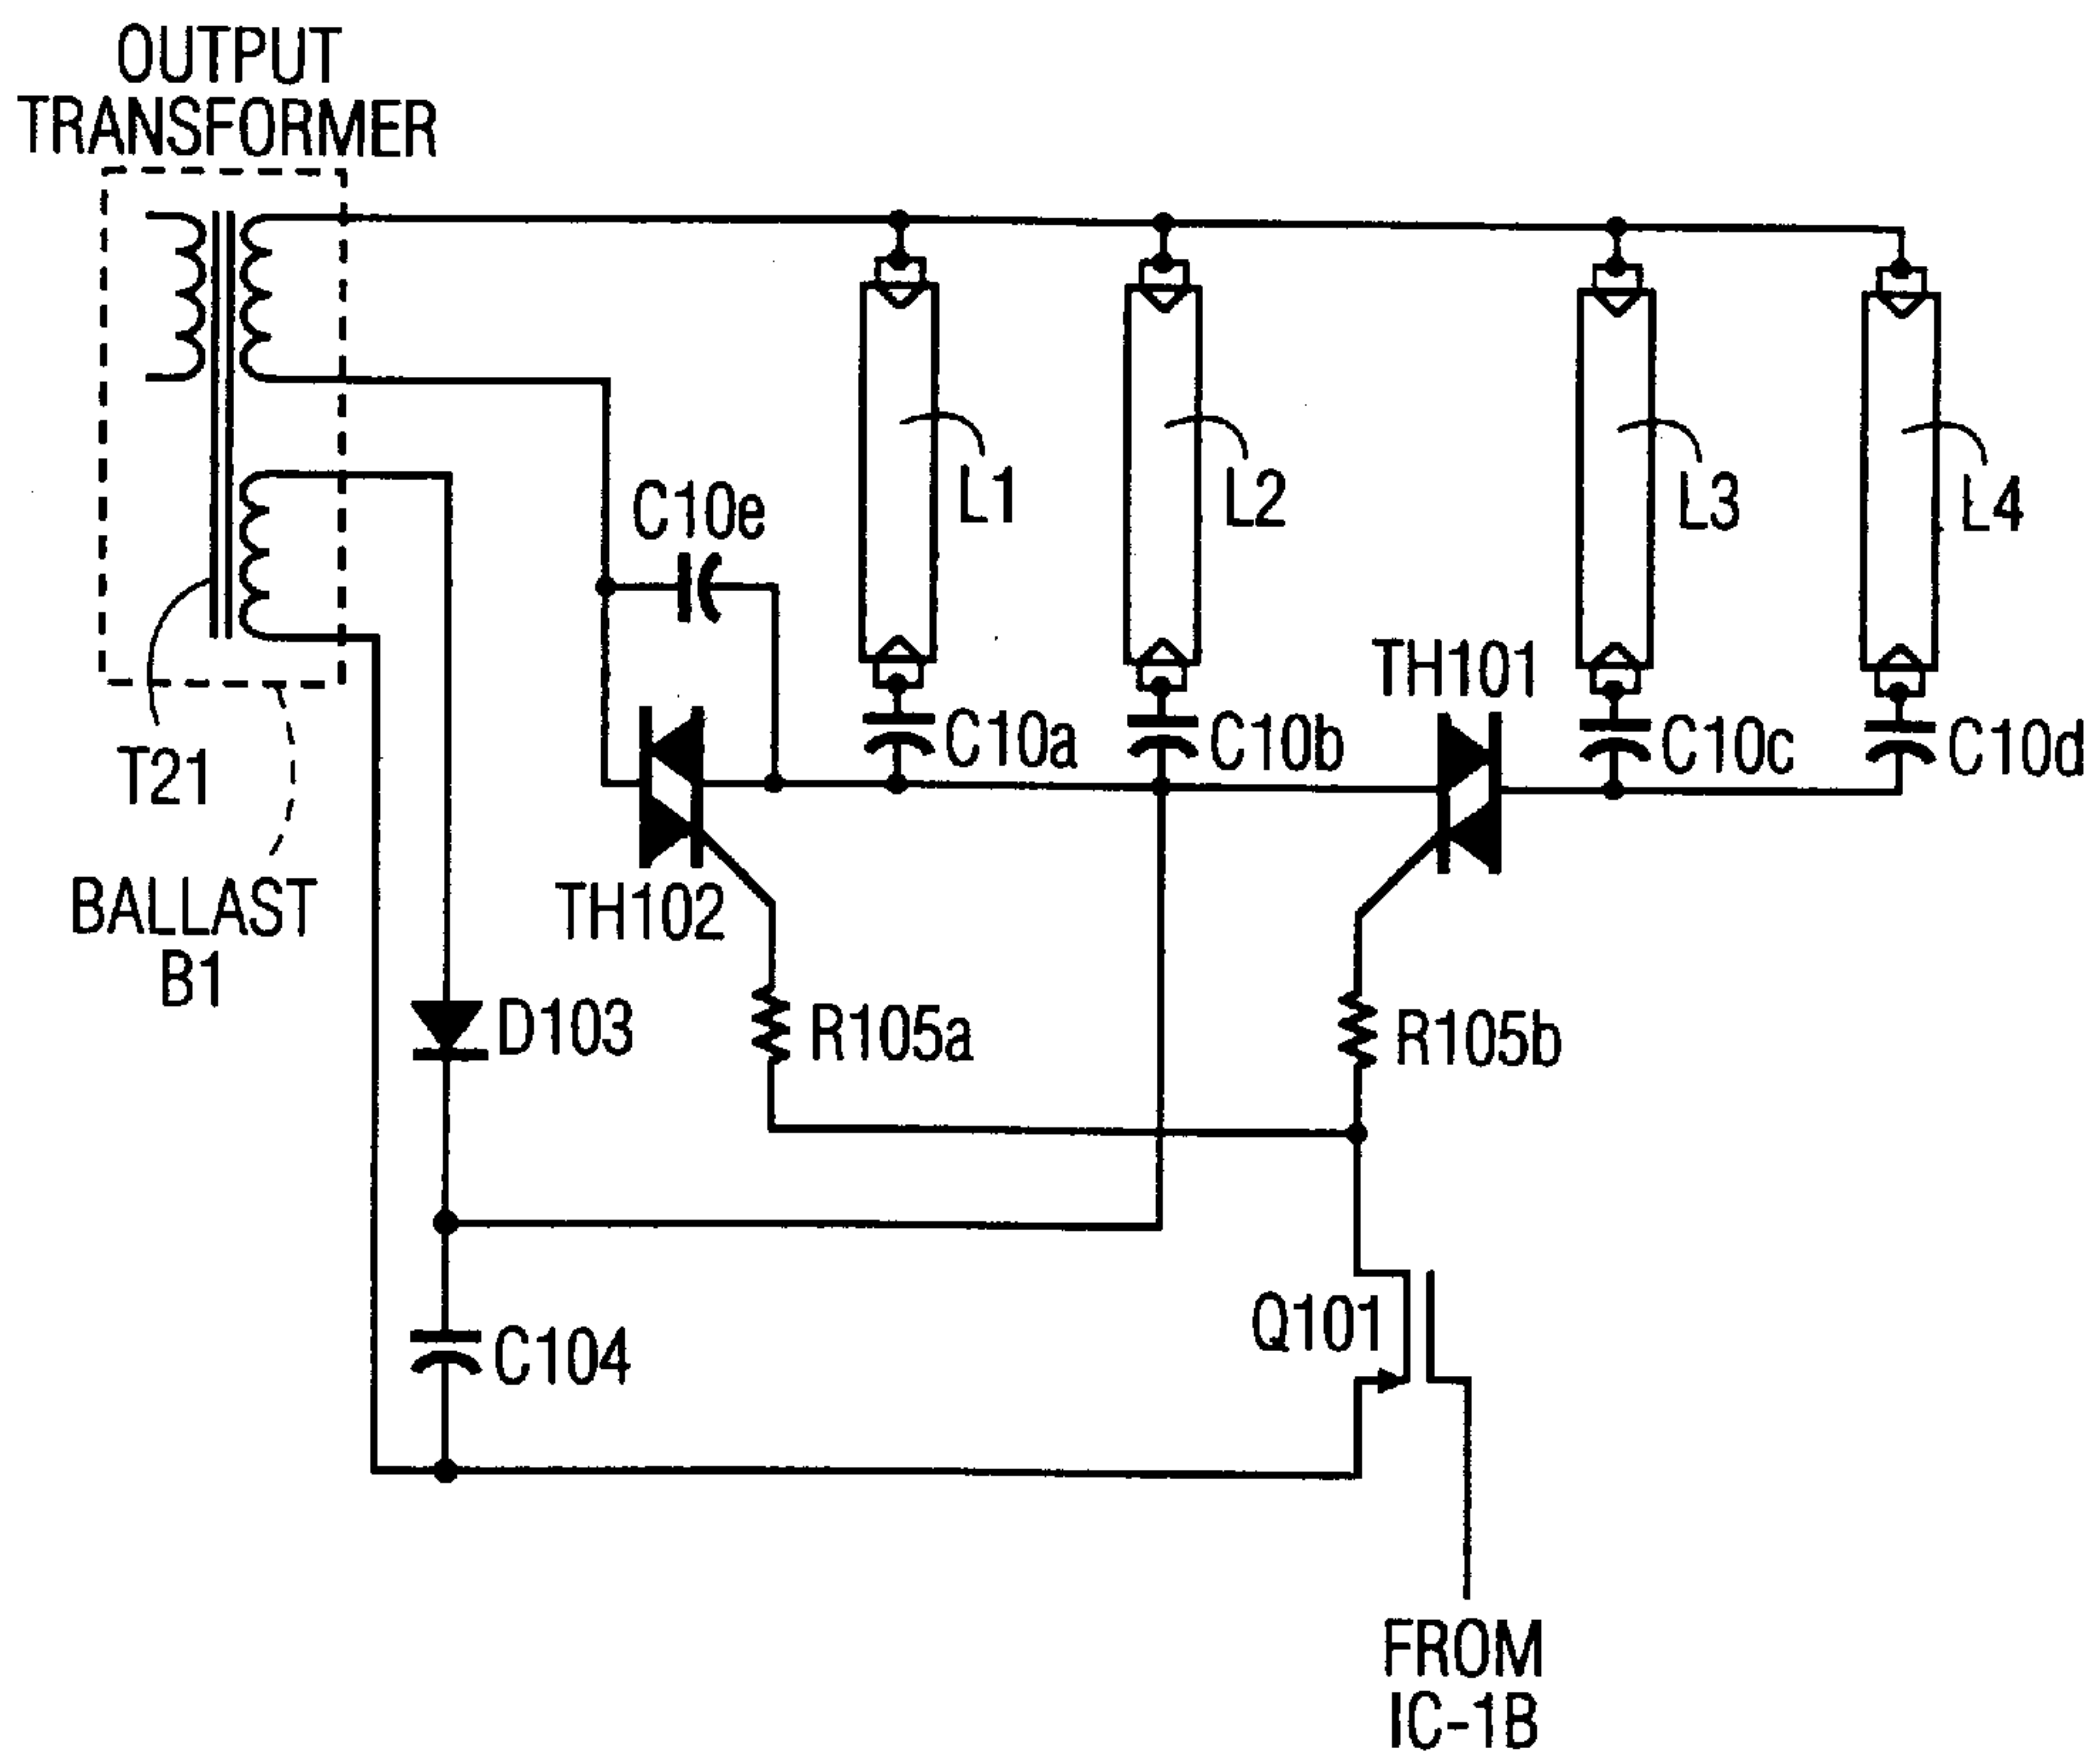 OUTPUT
TRANSFORMER
C10e
L1
L2
L3
L4
TH101
C10a
C10b
C10c
C10d
T21
BALLAST
B1
TH102
D103
R105a
R105b
Q101
C104
FROM
IC-1B